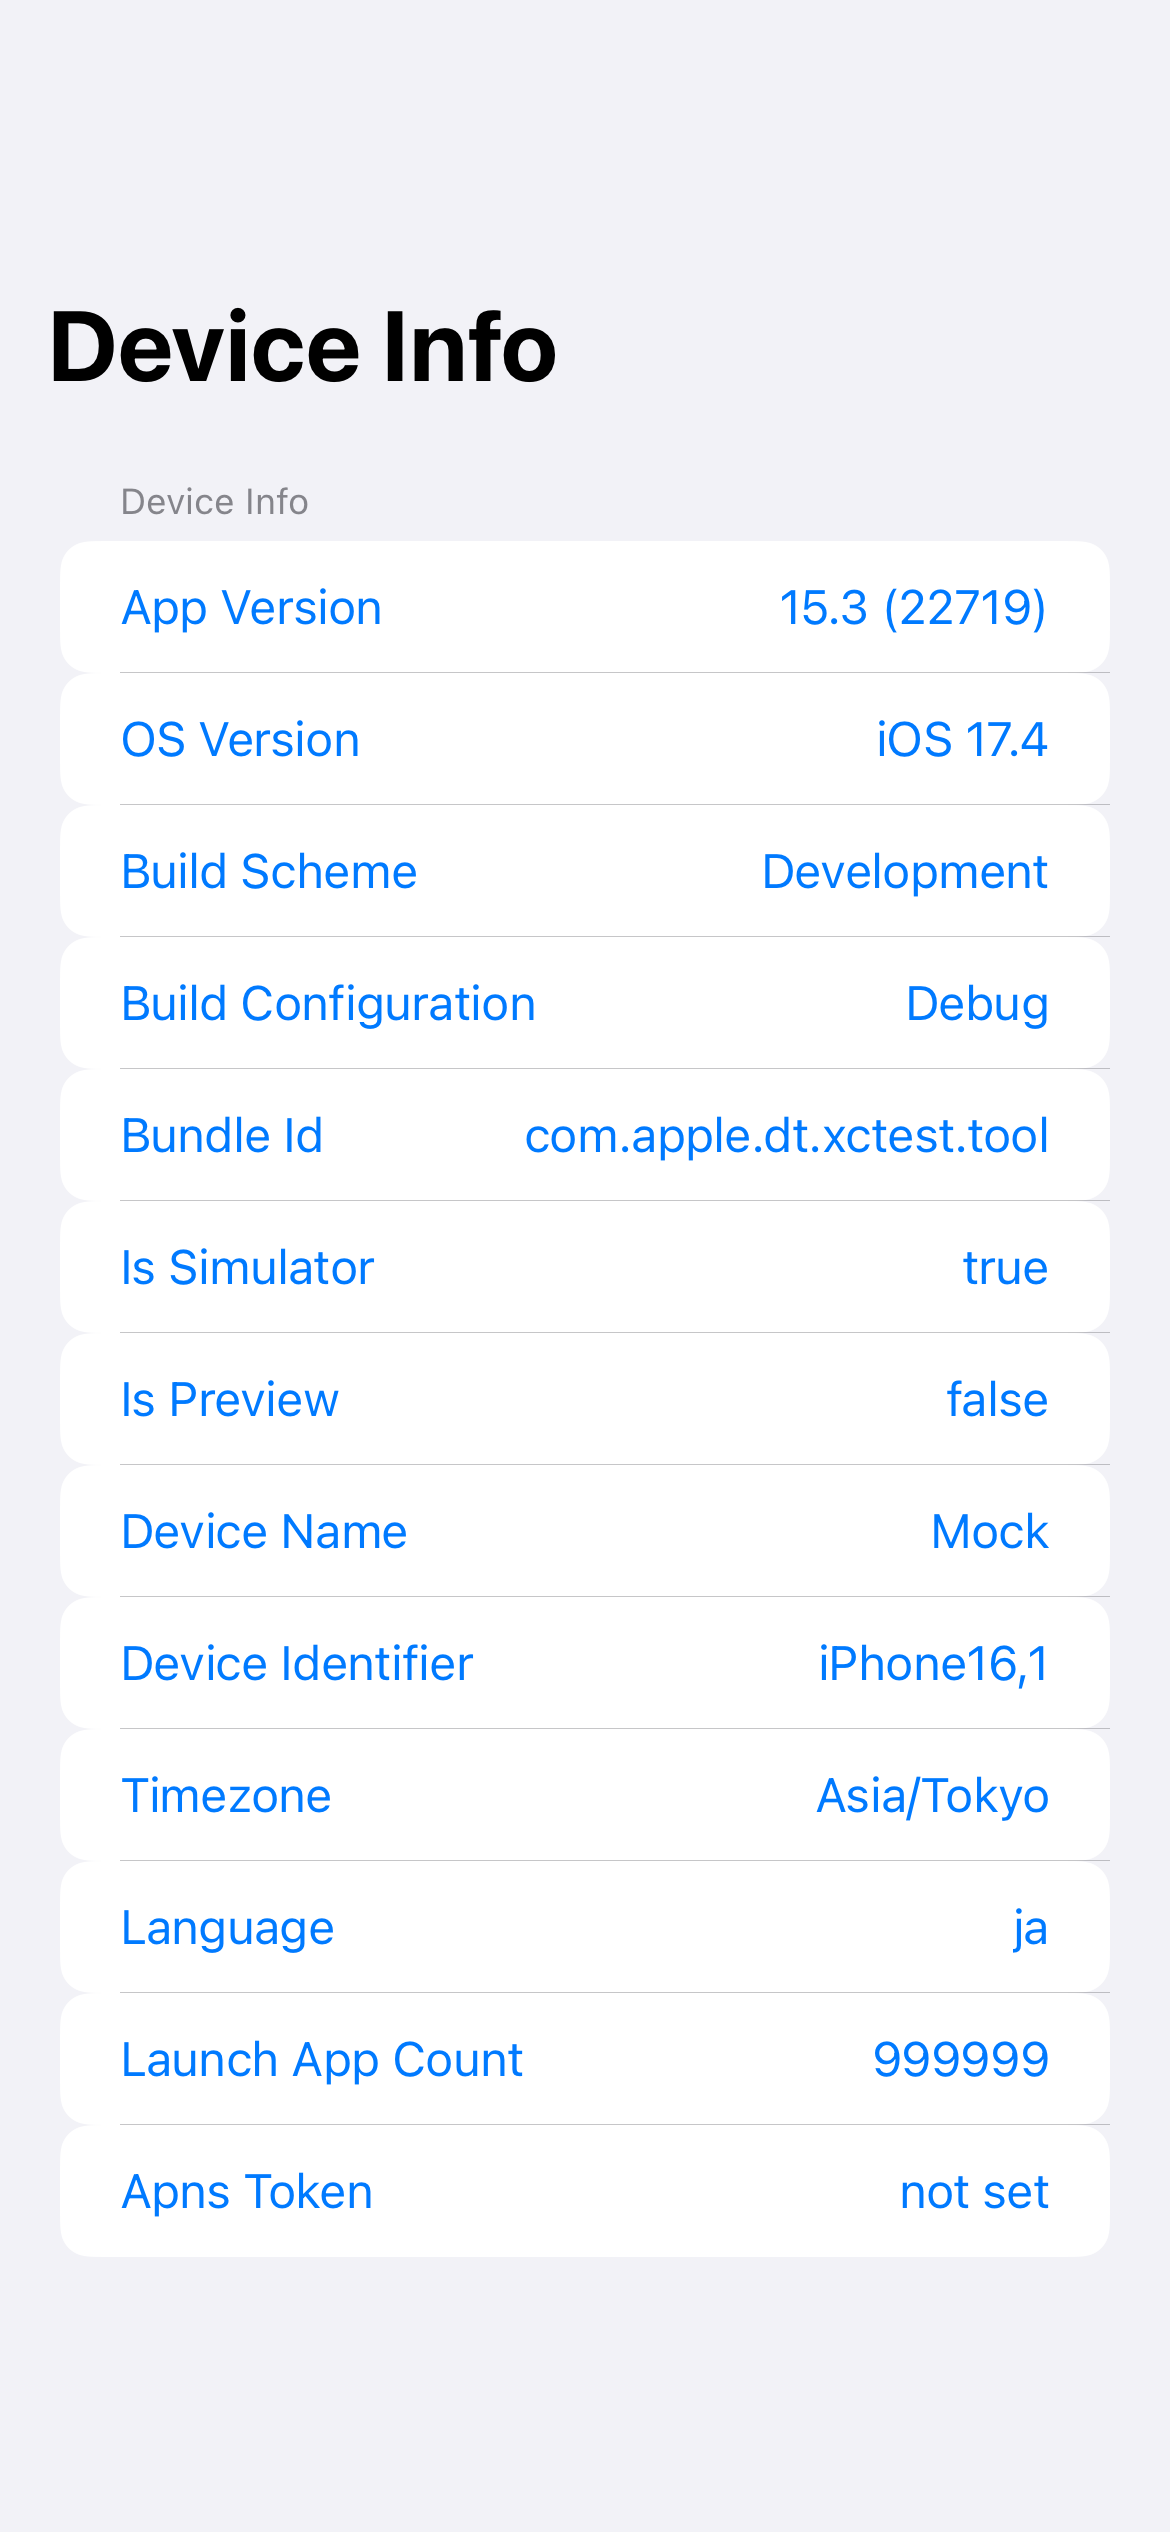 Device Info
Device Info
App Version 15.3 (22719)
OS Version iOS 17.4
Build Scheme Development
Build Configuration Debug
Bundle Id com.apple.dt.xctest.tool
Is Simulator true
Is Preview false
Device Name Mock
Device Identifier iPhone16,1
Timezone Asia/Tokyo
Language ja
Launch App Count 999999
Apns Token not set